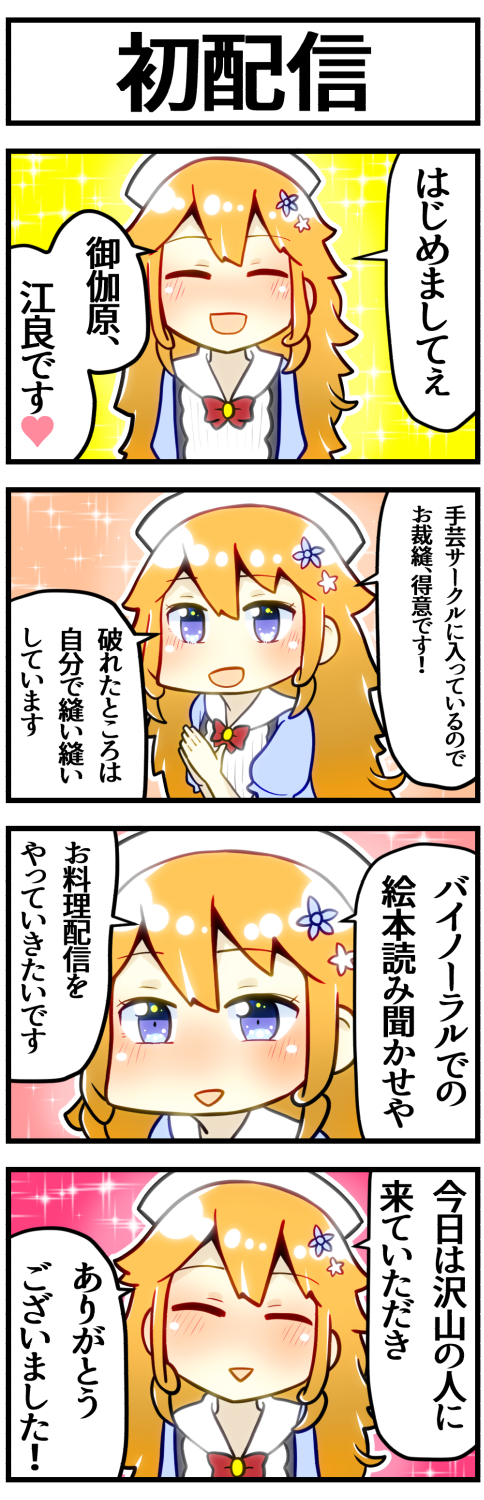 初配信
はじめましてぇ
御伽原、
江良です♥
手芸サークルに入っているので
お裁縫、得意です！
破れたところは
自分で縫い縫い
しています
バイノーラルでの
絵本読み聞かせや
お料理配信を
やっていきたいです
今日は沢山の人に
来ていただき
ありがとう
ございました！